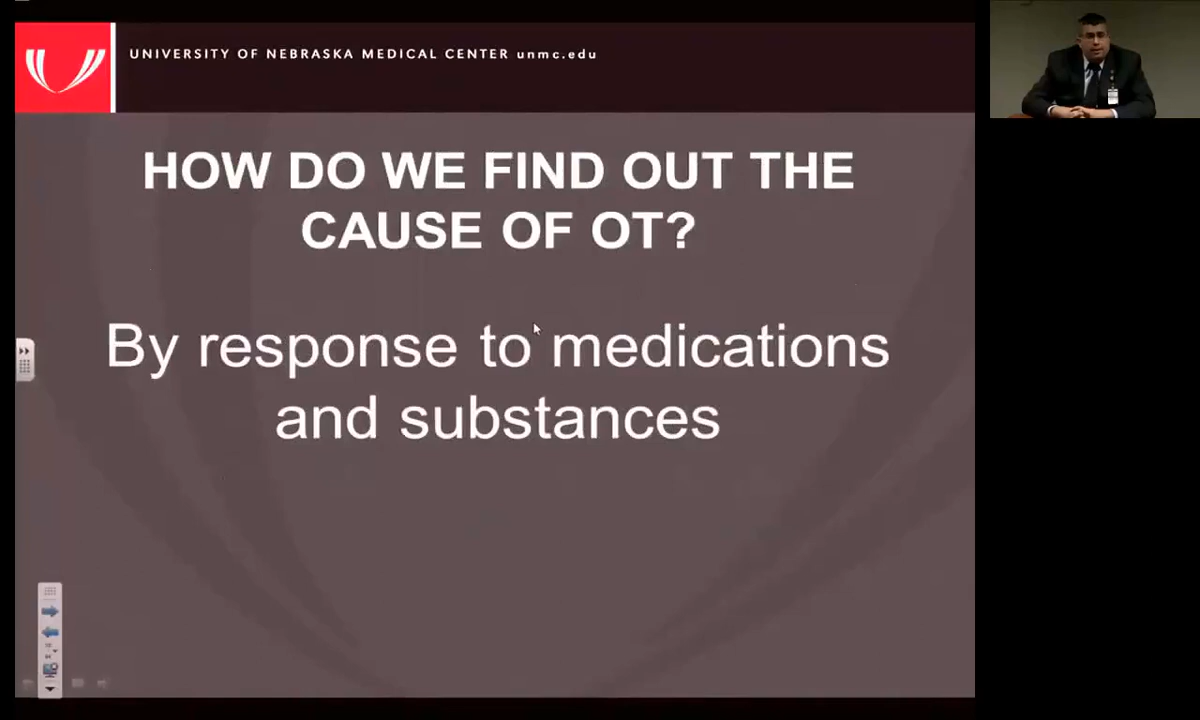 UNIVERSITY OF NEBRASKA MEDICAL CENTER unmc.edu
HOW DO WE FIND OUT THE
CAUSE OF OT?
By response to medications
and substances